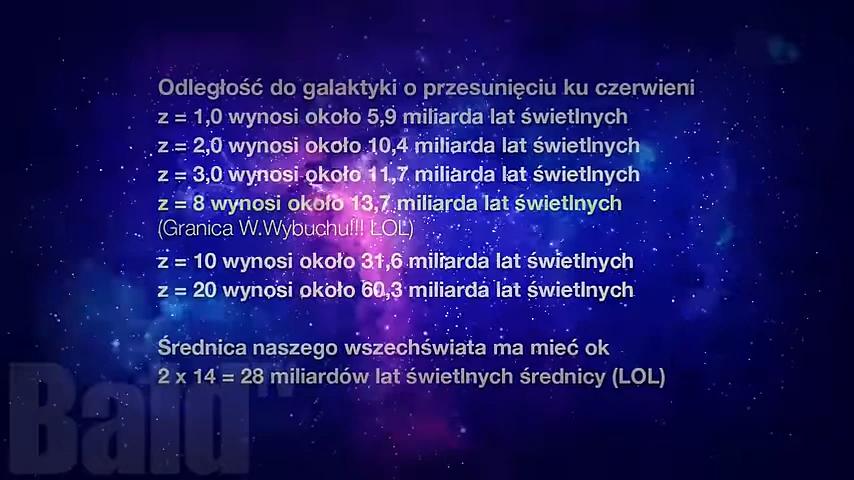 Odległość do galaktyki o przesunięciu ku czerwieni
z = 1,0 wynosi około 5,9 miliarda lat świetlnych
z = 2,0 wynosi około 10,4 miliarda lat świetlnych
z = 3,0 wynosi około 11,7 miliarda lat świetlnych
z = 8 wynosi około 13,7 miliarda lat świetlnych
(Granica W.Wybuchu!!! LOL)
z = 10 wynosi około 31,6 miliarda lat świetlnych
z = 20 wynosi około 60,3 miliarda lat świetlnych
Średnica naszego wszechświata ma mieć ok
2 x 14 = 28 miliardów lat świetlnych średnicy (LOL)